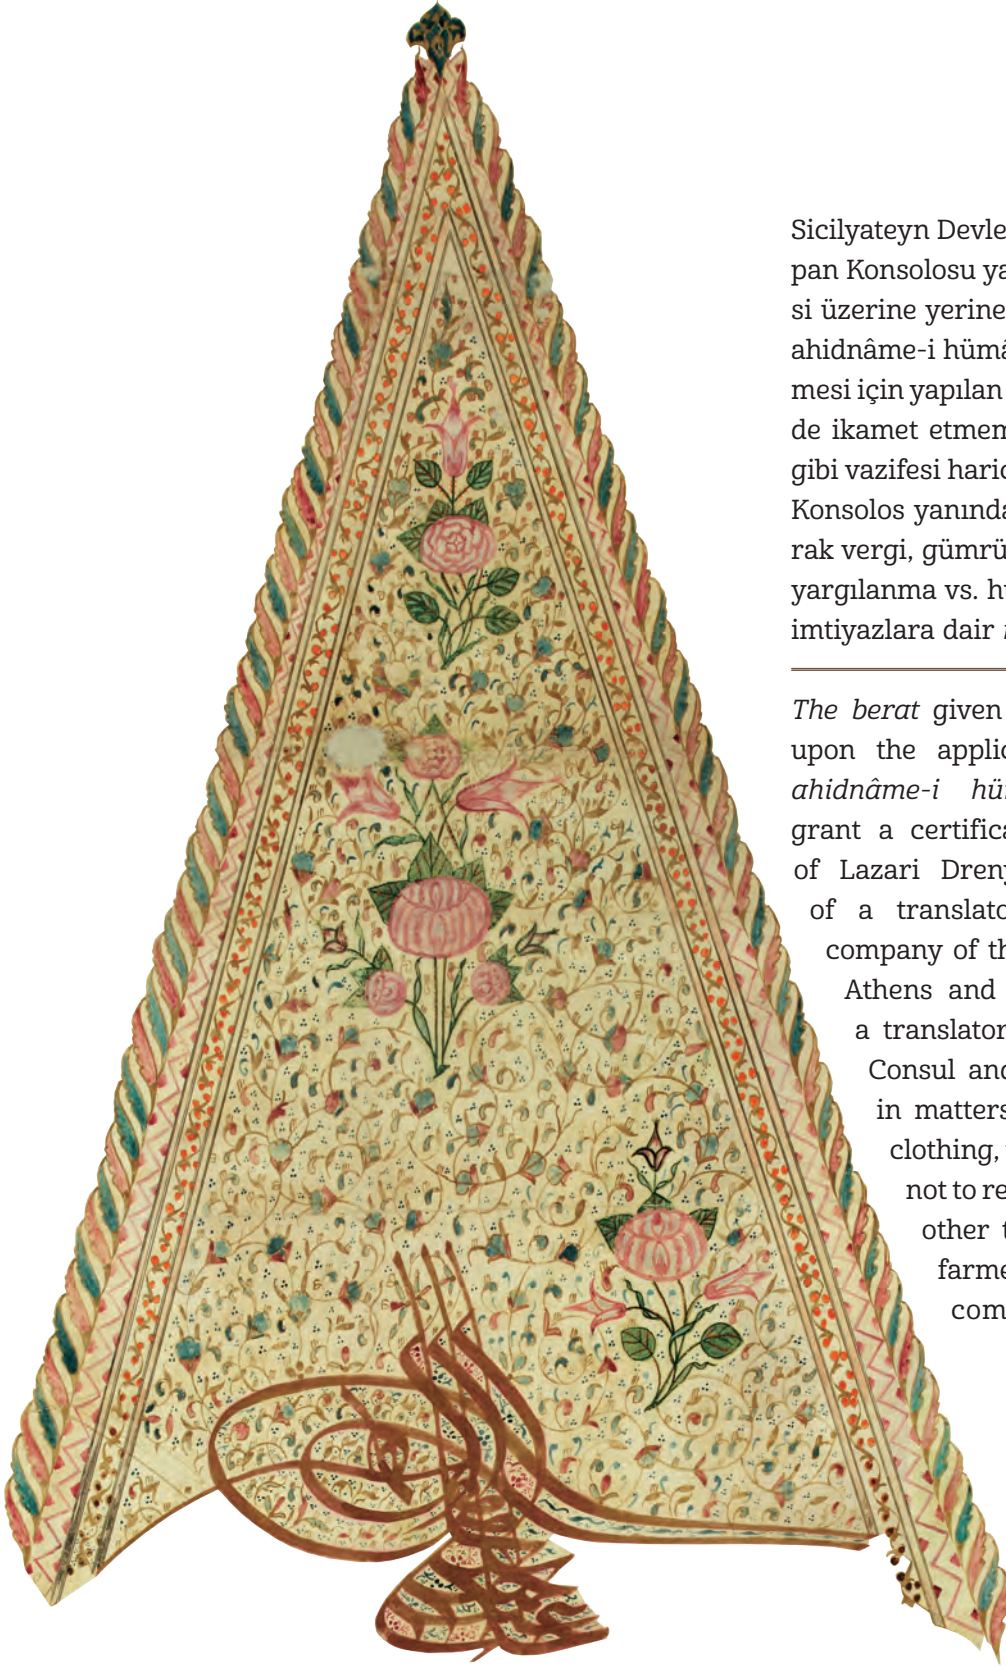 Sicilyateyn Devle
pan Konsolosu ya
si üzerine yerine
ahidnâme-i hümâ
mesi için yapılan
de ikamet etmem
gibi vazifesi haric
Konsolos yanında
rak vergi, gümrü
yargılanma vs. hu
imtiyazlara dair
The berat given
upon the applic
ahidnâme-i hü
grant a certifica
of Lazari Dreny
of a translato
company of th
Athens and
a translator
Consul and
in matters
clothing,
not to re
other t
farme
com